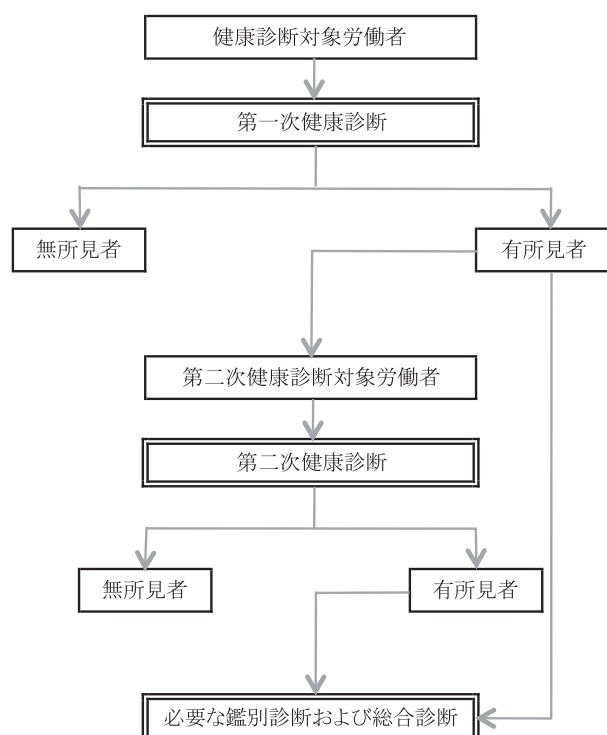 健康診断対象労働者
第一次健康診断
無所見者
有所見者
第二次健康診断対象労働者
第二次健康診断
無所見者
有所見者
必要な鑑別診断および総合診断